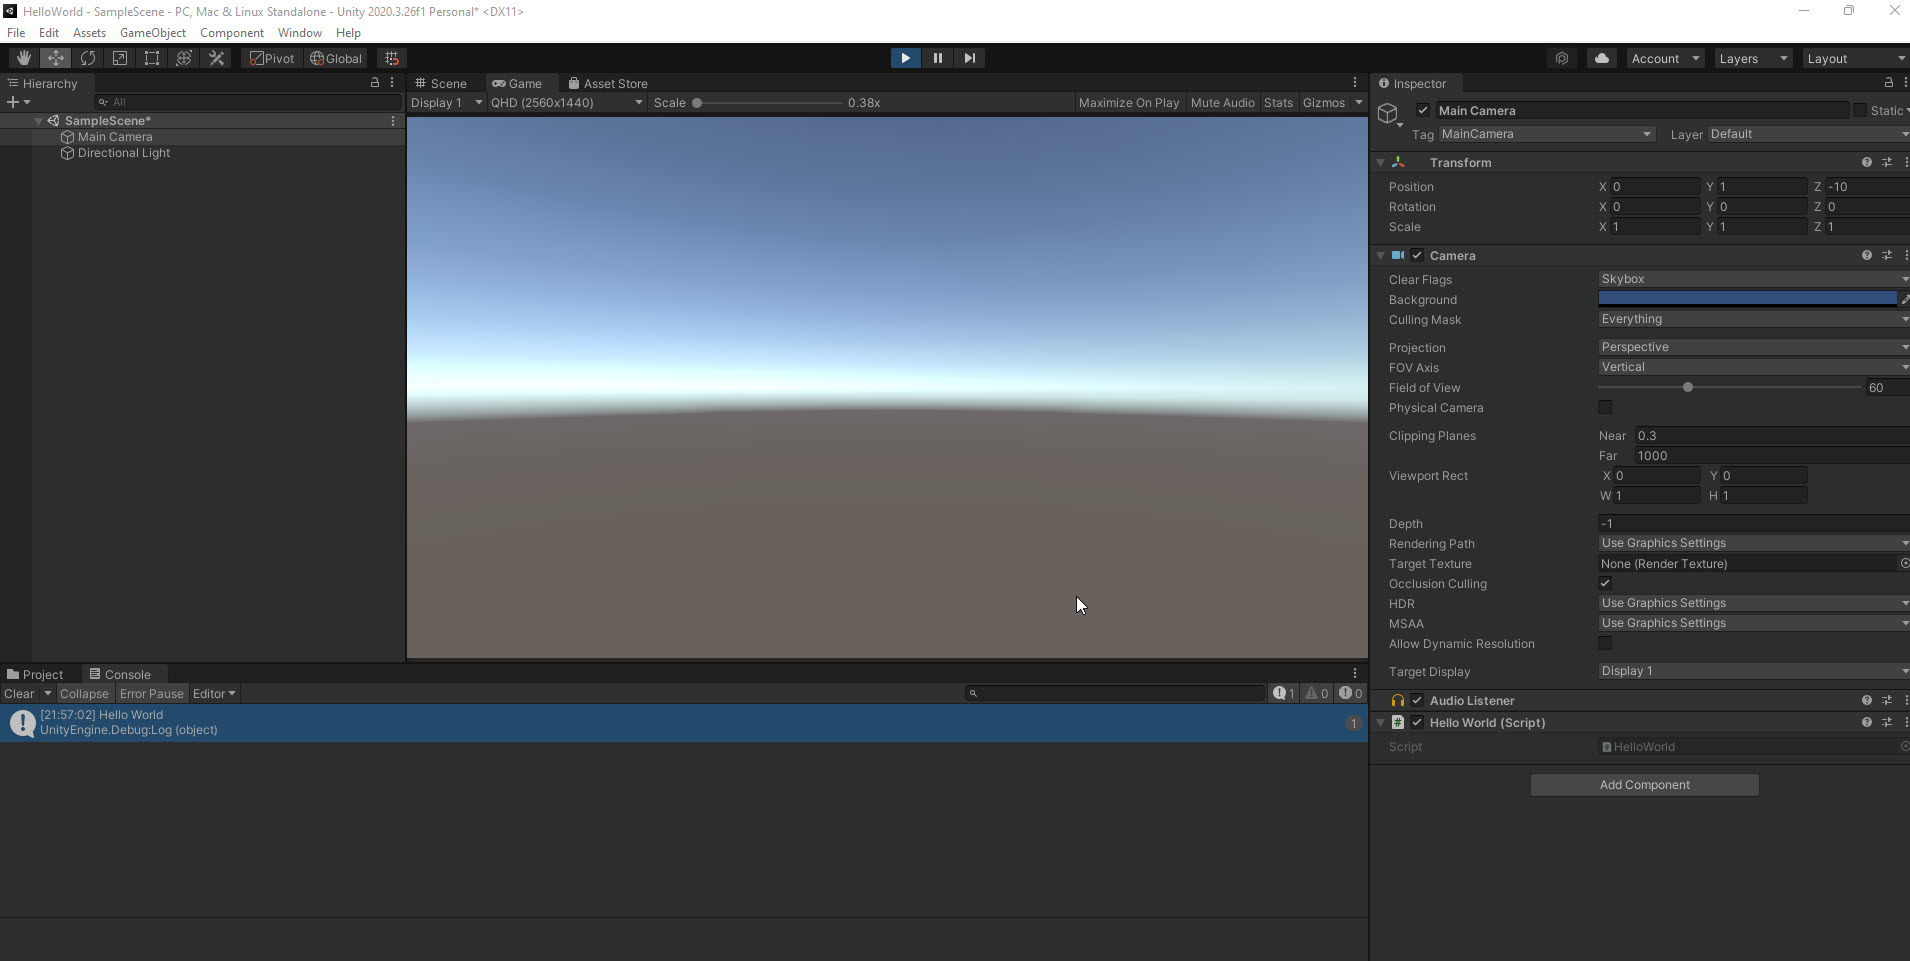 HelloWorld - SampleScene - PC, Mac & Linux Standalone - Unity 2020.3.26f1 Personal* <DX11>
File Edit Assets GameObject Component Window Help
Pivot Global Account Layers Layout
Hierarchy
All
SampleScene*
Main Camera
Directional Light
Scene Game Asset Store
Display 1 QHD (2560x1440) Scale 0.38x Maximize On Play Mute Audio Stats Gizmos
Project Console
Clear Collapse Error Pause Editor 1 0 0
[21:57:02] Hello World
UnityEngine.Debug:Log (object)
1
Inspector
Main Camera Static
Tag MainCamera Layer Default
Transform
Position X 0 Y 1 Z -10
Rotation X 0 Y 0 Z 0
Scale X 1 Y 1 Z 1
Camera
Clear Flags Skybox
Background
Culling Mask Everything
Projection Perspective
FOV Axis Vertical
Field of View 60
Physical Camera
Clipping Planes Near 0.3
Far 1000
Viewport Rect X 0 Y 0
W 1 H 1
Depth -1
Rendering Path Use Graphics Settings
Target Texture None (Render Texture)
Occlusion Culling
HDR Use Graphics Settings
MSAA Use Graphics Settings
Allow Dynamic Resolution
Target Display Display 1
Audio Listener
# Hello World (Script)
Script HelloWorld
Add Component